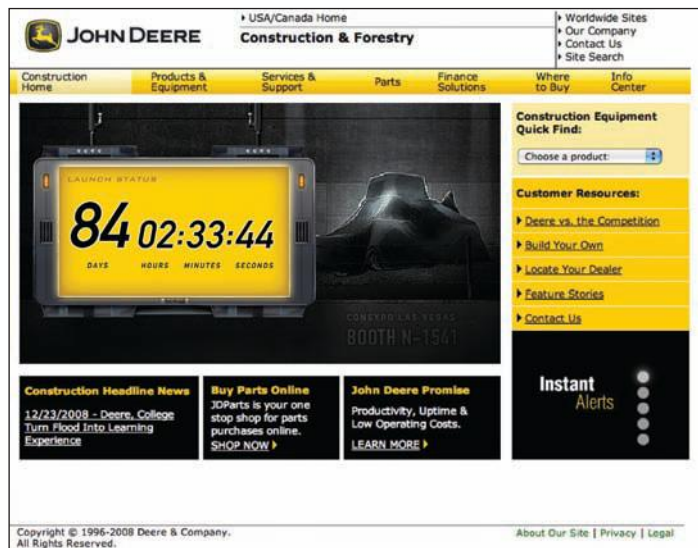 JOHN DEERE
USA/Canada Home
Construction & Forestry
Worldwide Sites
Our Company
Contact Us
Site Search
Construction Home
Products & Equipment
Services & Support
Parts
Finance Solutions
Where to Buy
Info Center
LAUNCH STATUS
84 02:33:44
DAYS HOURS MINUTES SECONDS
CONEXPO LAS VEGAS
BOOTH N-1541
Construction Equipment
Quick Find:
Choose a product:
Customer Resources:
Deere vs. the Competition
Build Your Own
Locate Your Dealer
Feature Stories
Contact Us
Instant
Alerts
Construction Headline News
12/23/2008 - Deere, College
Turn Flood Into Learning
Experience
Buy Parts Online
JDParts is your one
stop shop for parts
purchases online.
SHOP NOW
John Deere Promise
Productivity, Uptime &
Low Operating Costs.
LEARN MORE
Copyright © 1996-2008 Deere & Company.
All Rights Reserved.
About Our Site | Privacy | Legal